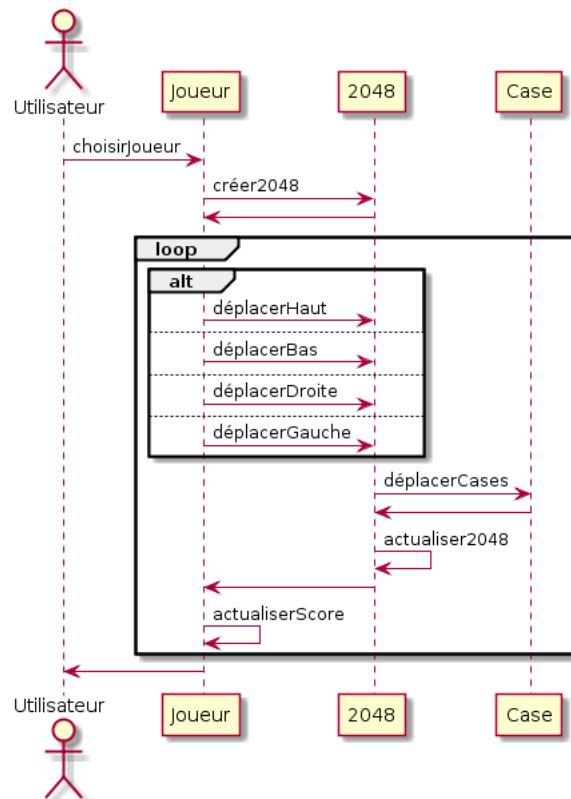 Utilisateur
Joueur
2048
Case
choisirJoueur
créer2048
loop
alt
déplacerHaut
déplacerBas
déplacerDroite
déplacerGauche
déplacerCases
actualiser2048
actualiserScore
Utilisateur
Joueur
2048
Case